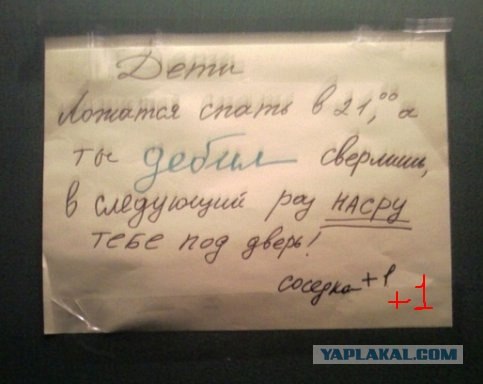 Дети
Ложатся спать в 21,00 а
ты дебил сверлишь,
в следующий раз НАСРУ
тебе под дверь!
соседка +1
+1
YAPLAKAL.COM